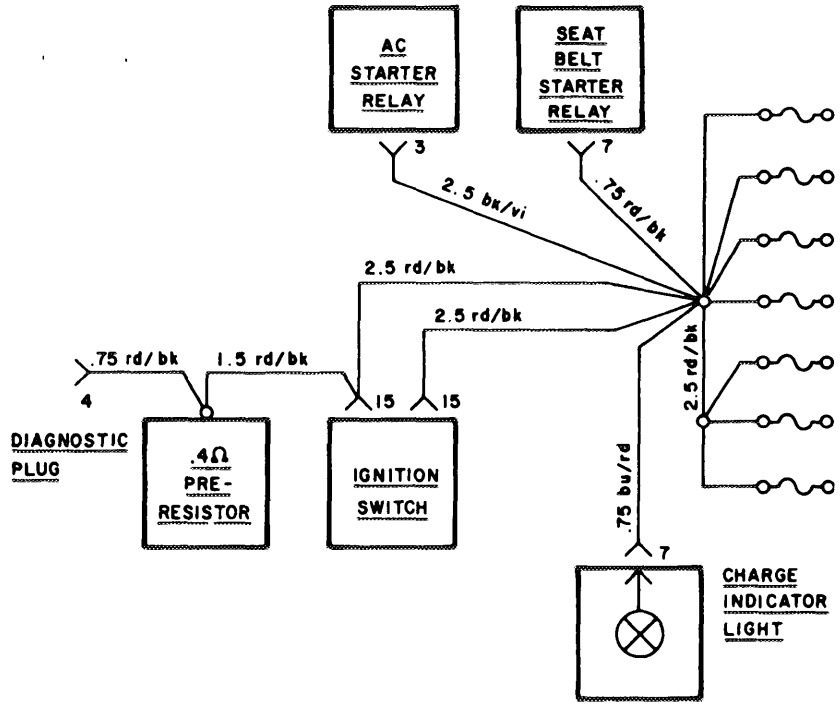 AC
STARTER
RELAY
SEAT
BELT
STARTER
RELAY
3
7
2.5 bk/vi
.75 rd/bk
2.5 rd/bk
2.5 rd/bk
2.5 rd/bk
.75 rd/bk
1.5 rd/bk
4
15
15
DIAGNOSTIC
PLUG
.4Ω
PRE-
RESISTOR
IGNITION
SWITCH
.75 bu/rd
7
CHARGE
INDICATOR
LIGHT